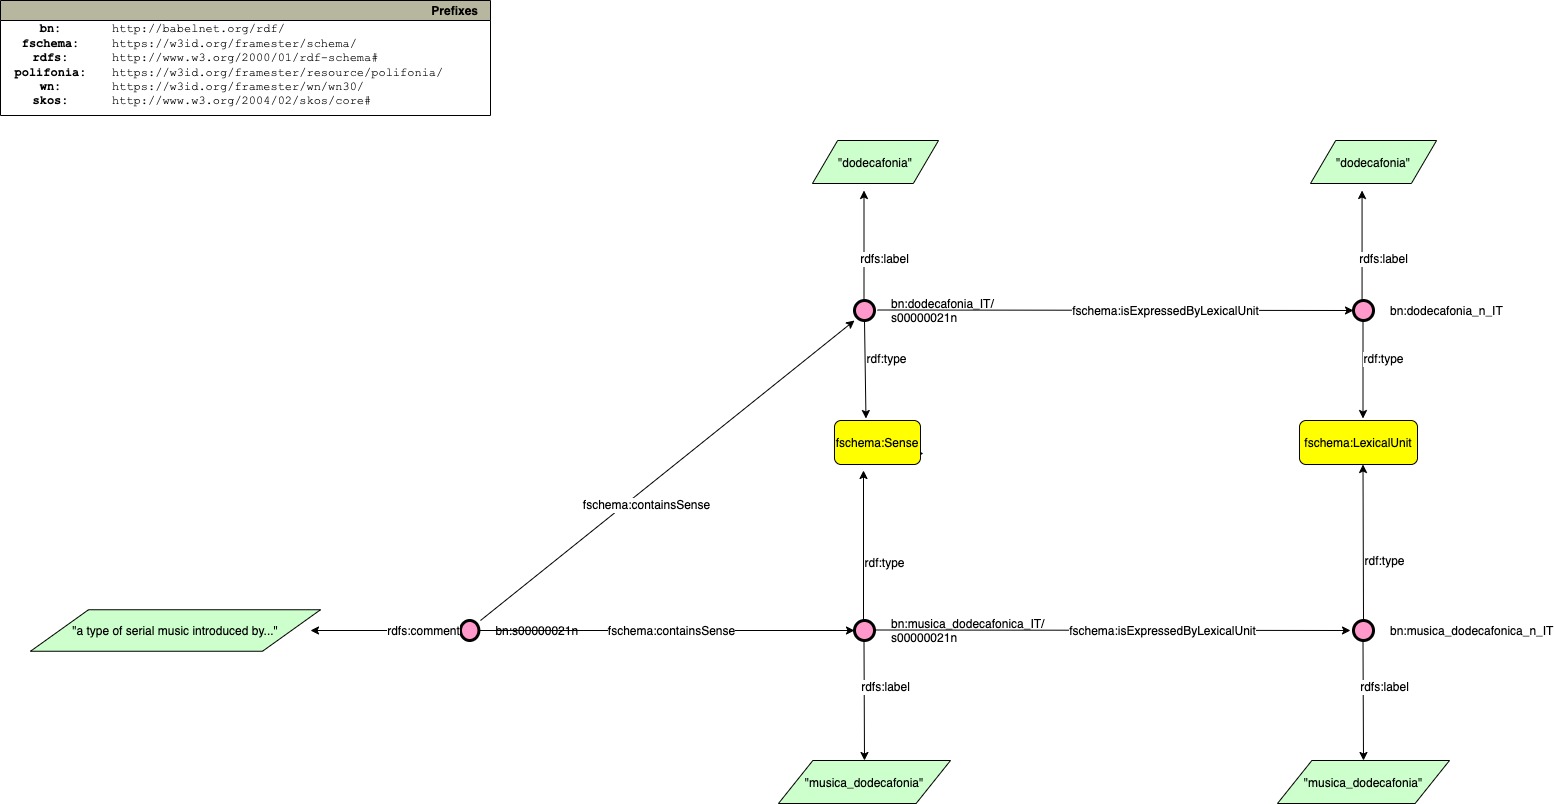 Prefixes
bn: http://babelnet.org/rdf/
fschema: https://w3id.org/framester/schema/
rdfs: http://www.w3.org/2000/01/rdf-schema#
polifonia: https://w3id.org/framester/resource/polifonia/
wn: https://w3id.org/framester/wn/wn30/
skos: http://www.w3.org/2004/02/skos/core#
"dodecafonia" "dodecafonia"
rdfs:label rdfs:label
bn:dodecafonia_IT/
s00000021n
fschema:isExpressedByLexicalUnit bn:dodecafonia_n_IT
rdf:type rdf:type
fschema:Sense fschema:LexicalUnit
fschema:containsSense
rdf:type rdf:type
"a type of serial music introduced by..." rdfs:comment bn:s00000021n fschema:containsSense
bn:musica_dodecafonica_IT/
s00000021n
fschema:isExpressedByLexicalUnit bn:musica_dodecafonica_n_IT
rdfs:label rdfs:label
"musica_dodecafonia" "musica_dodecafonia"